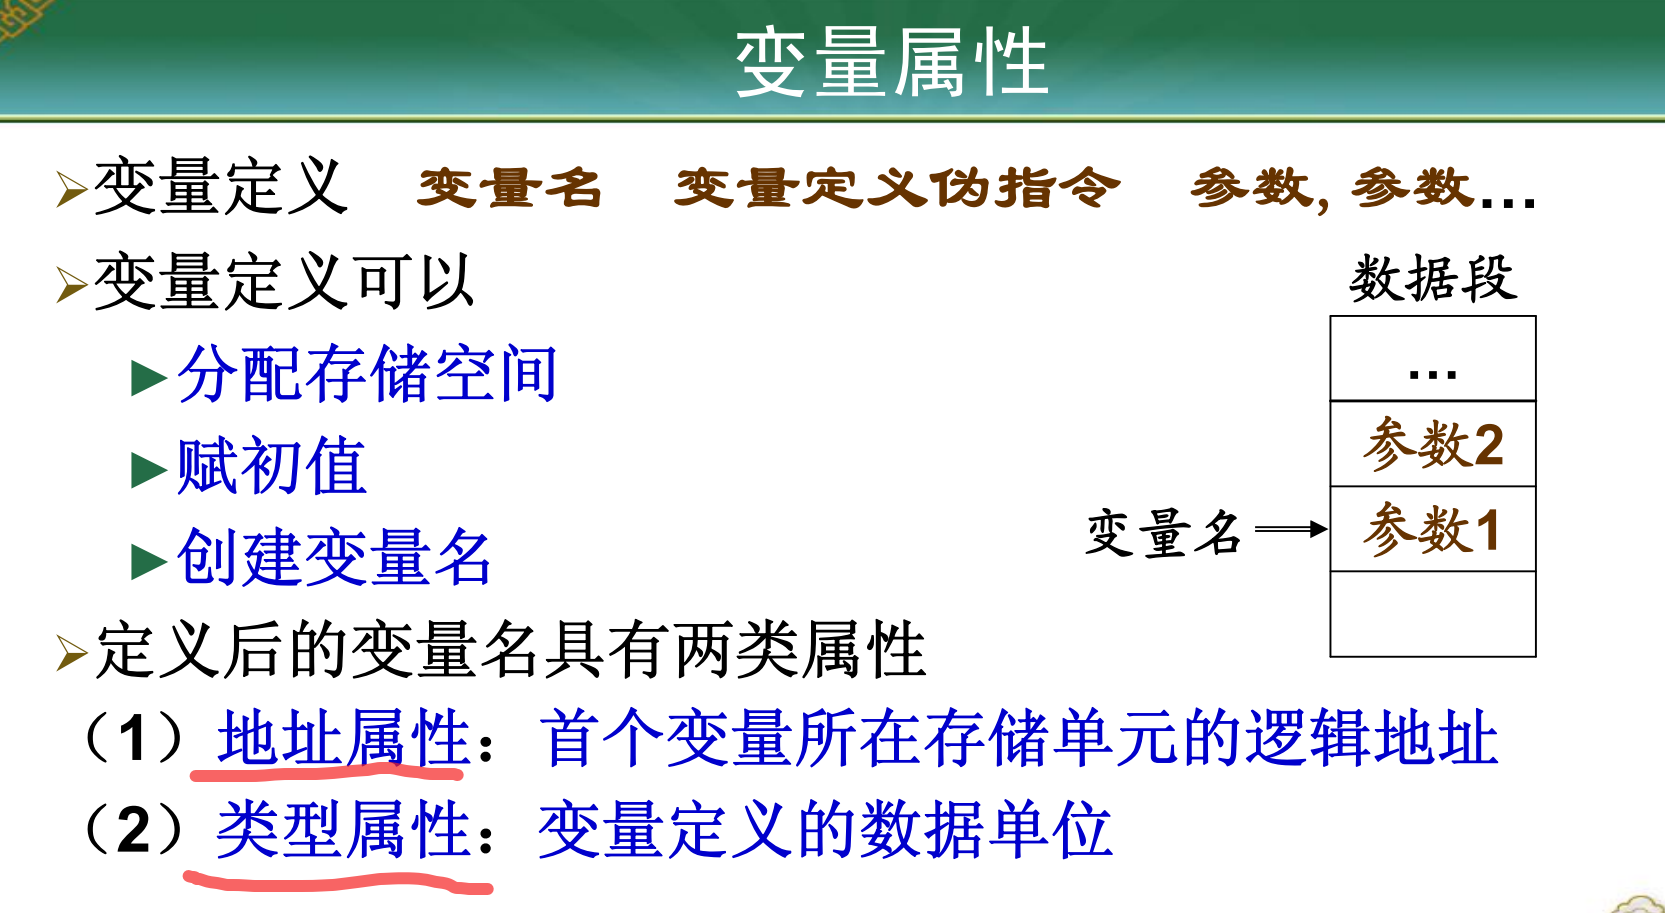 变量属性
➢变量定义 变量名 变量定义伪指令 参数, 参数…
➢变量定义可以
►分配存储空间
►赋初值
►创建变量名
数据段
…
参数2
变量名
参数1
➢定义后的变量名具有两类属性
（1）地址属性：首个变量所在存储单元的逻辑地址
（2）类型属性：变量定义的数据单位